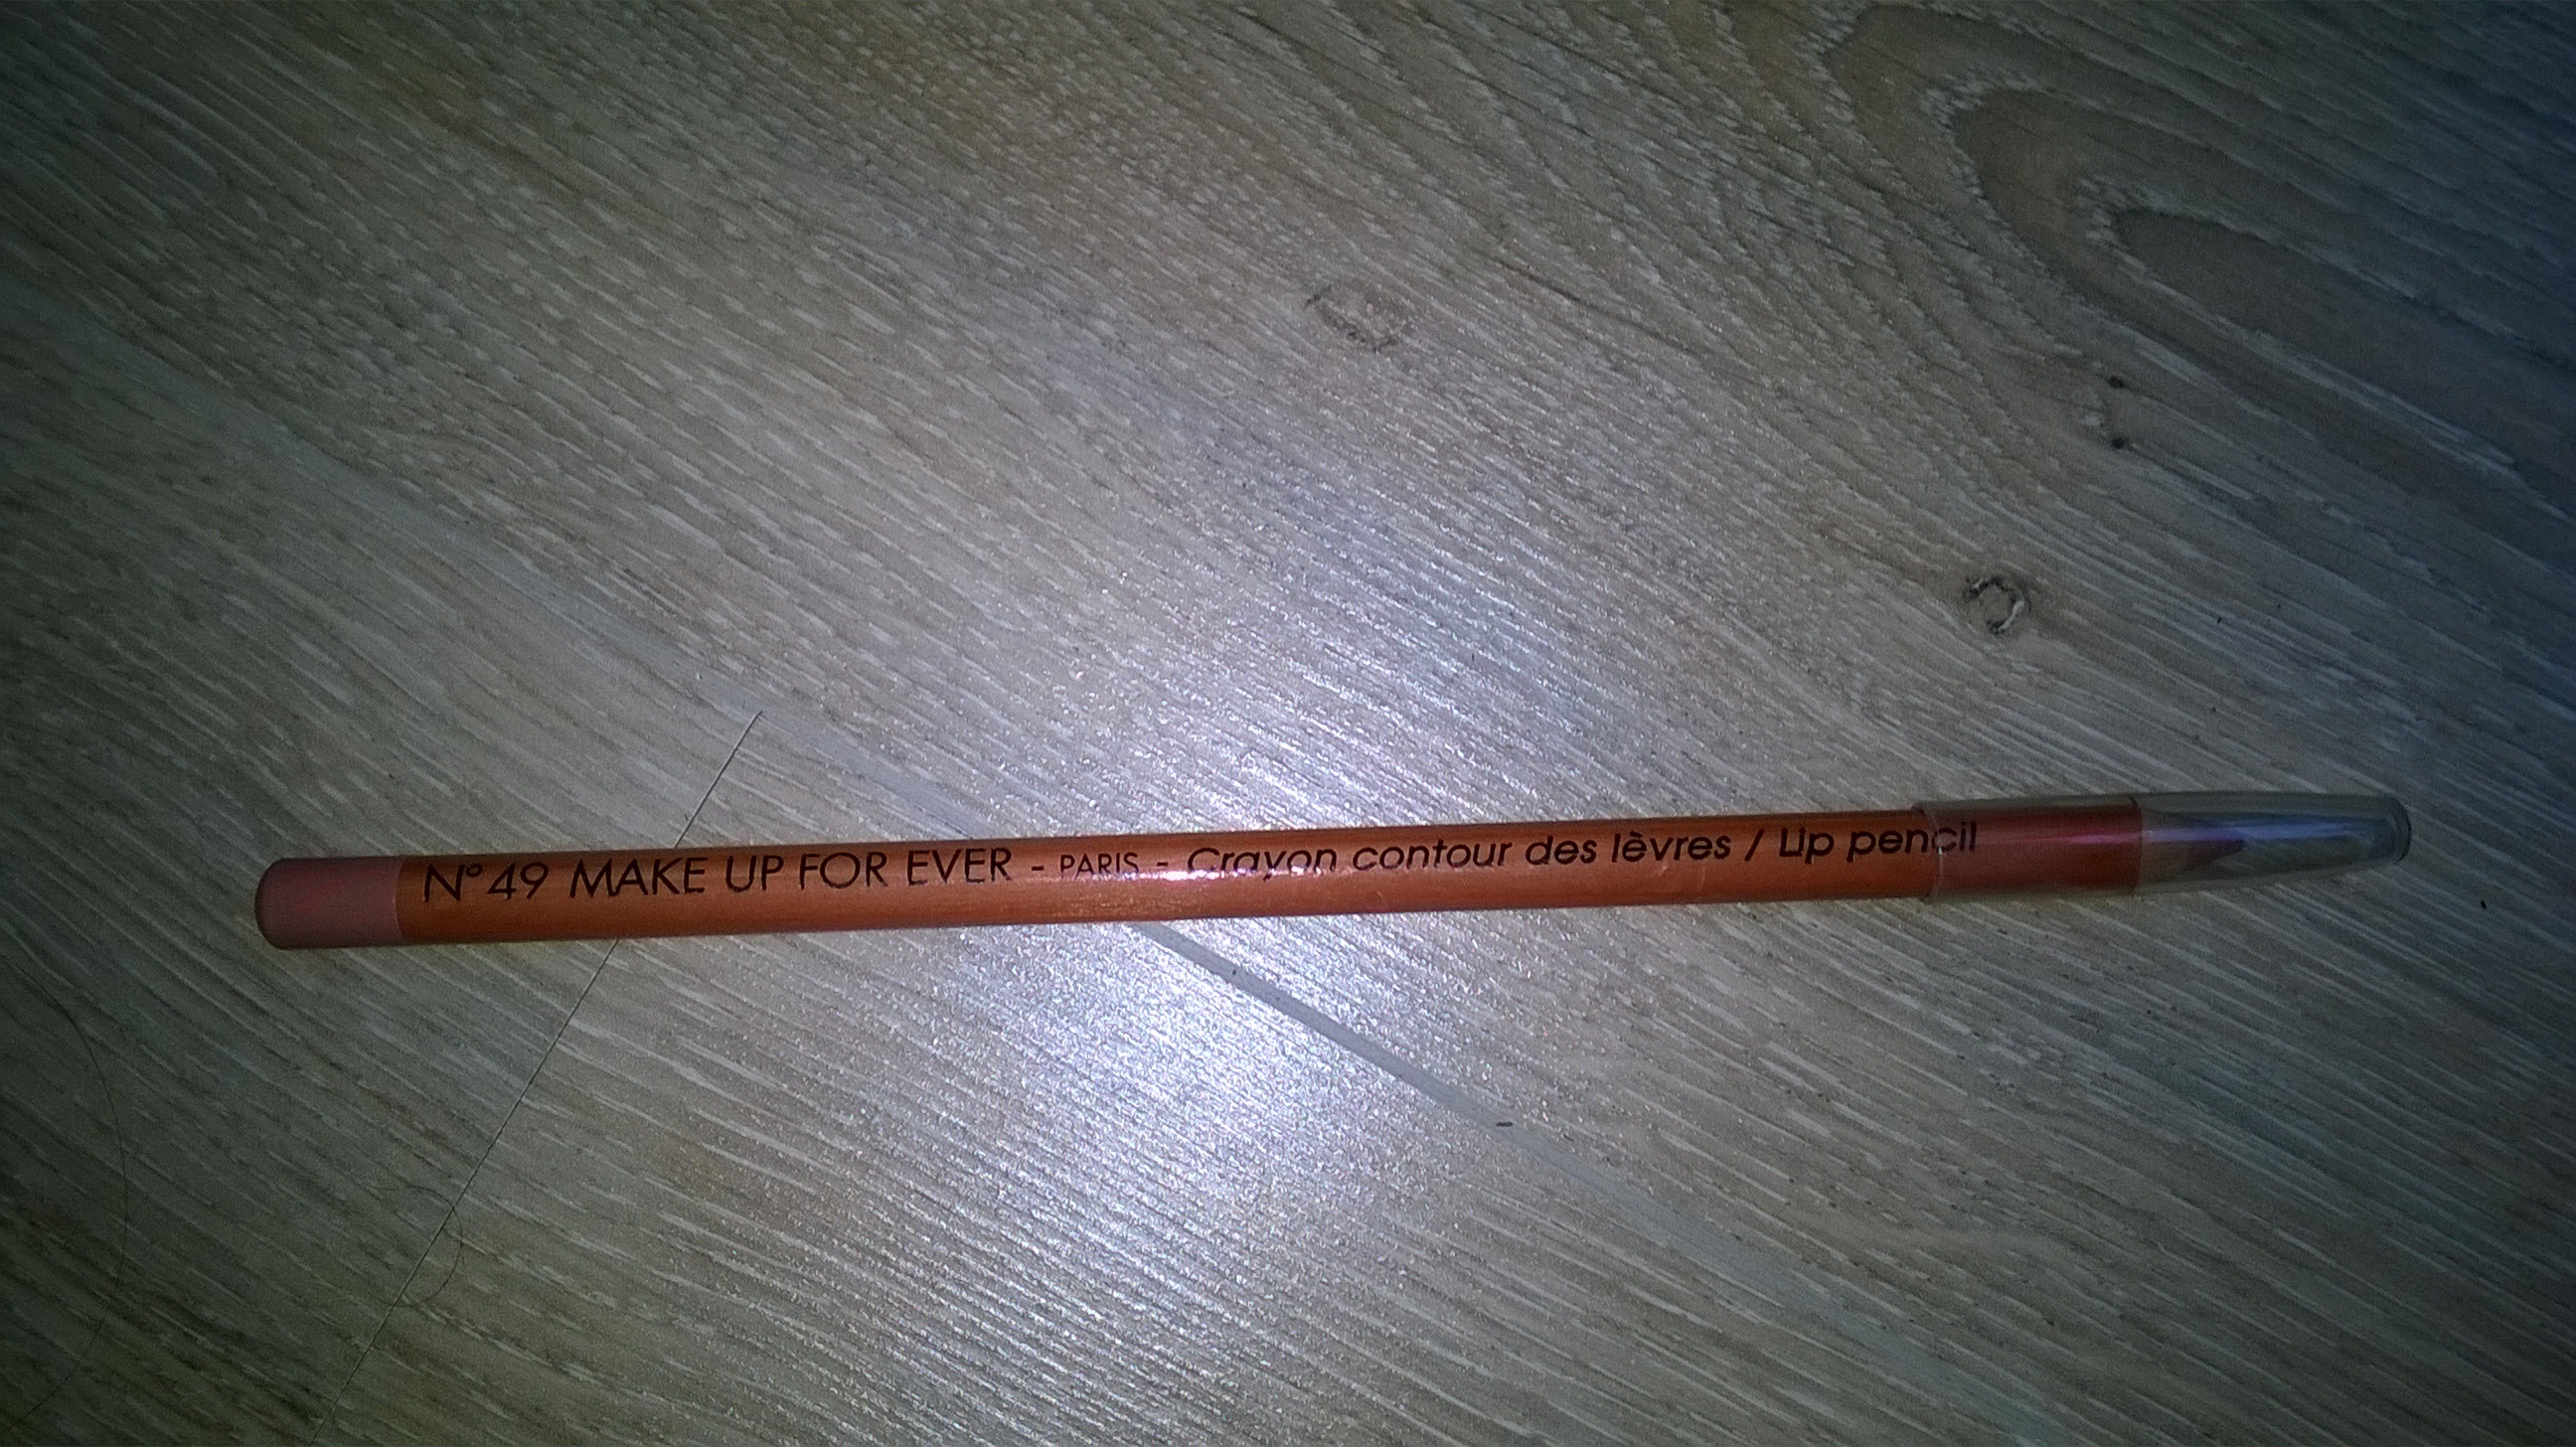 N° 49 MAKE UP FOR EVER - PARIS - Crayon contour des lèvres / Lip pencil